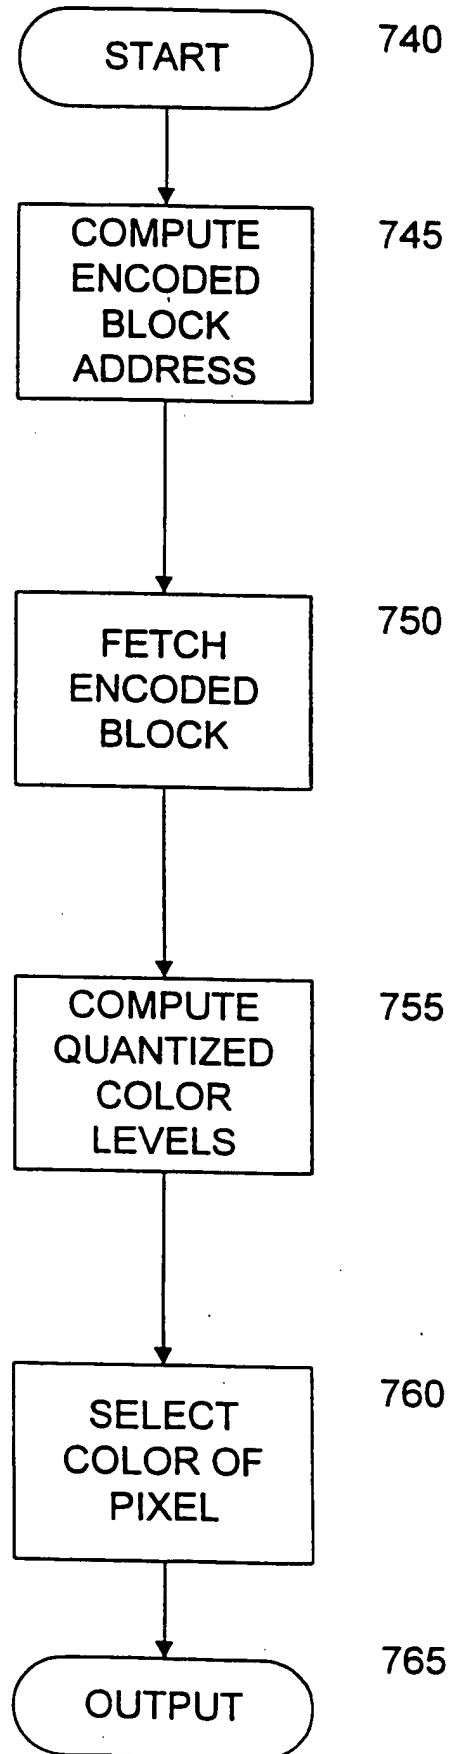 START
740
COMPUTE
745
ENCODED
BLOCK
ADDRESS
FETCH
750
ENCODED
BLOCK
COMPUTE
755
QUANTIZED
COLOR
LEVELS
SELECT
760
COLOR OF
PIXEL
OUTPUT
765